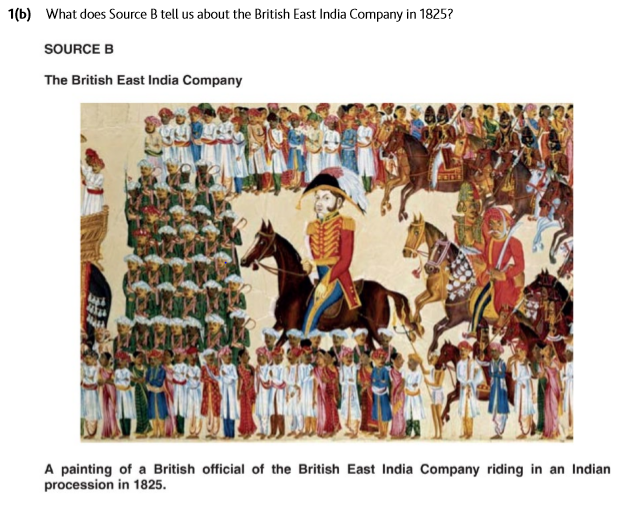 1(b) What does Source B tell us about the British East India Company in 1825?
SOURCE B
The British East India Company
A painting of a British official of the British East India Company riding in an Indian
procession in 1825.